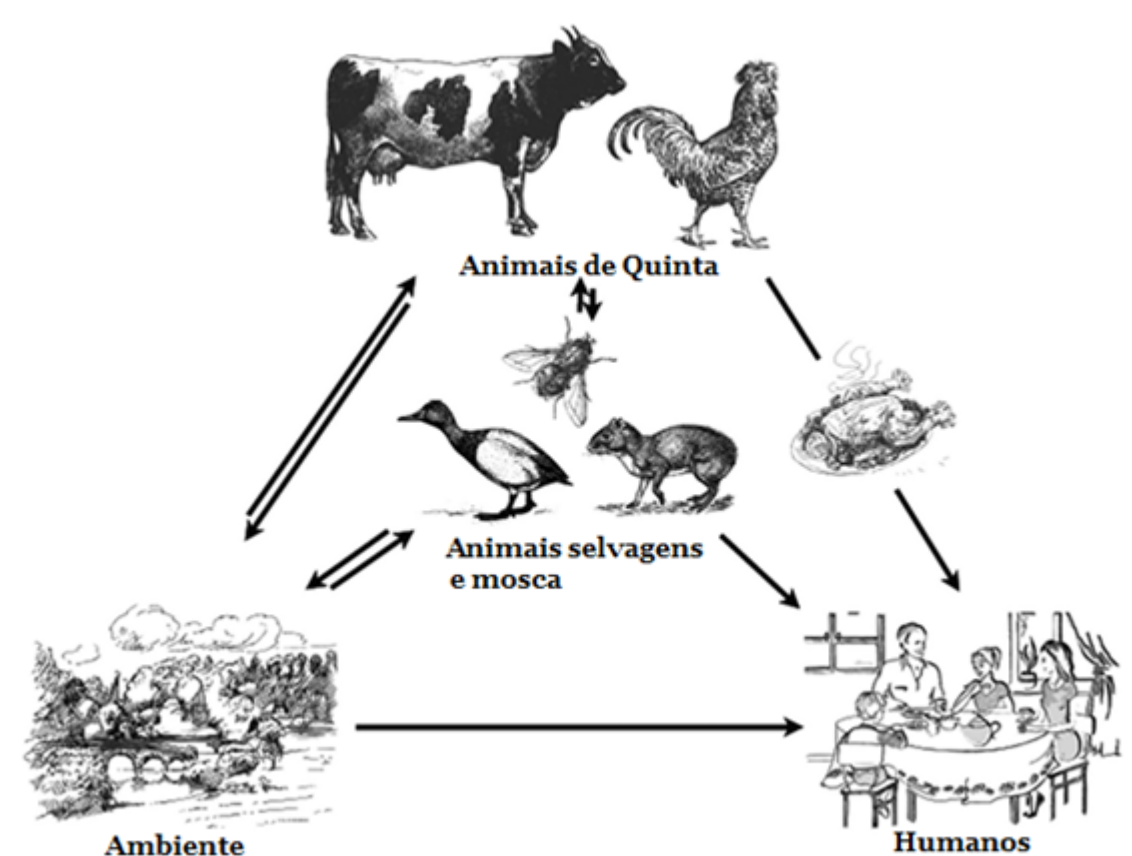 Animais de Quinta
Animais selvagens
e mosca
Ambiente
Humanos